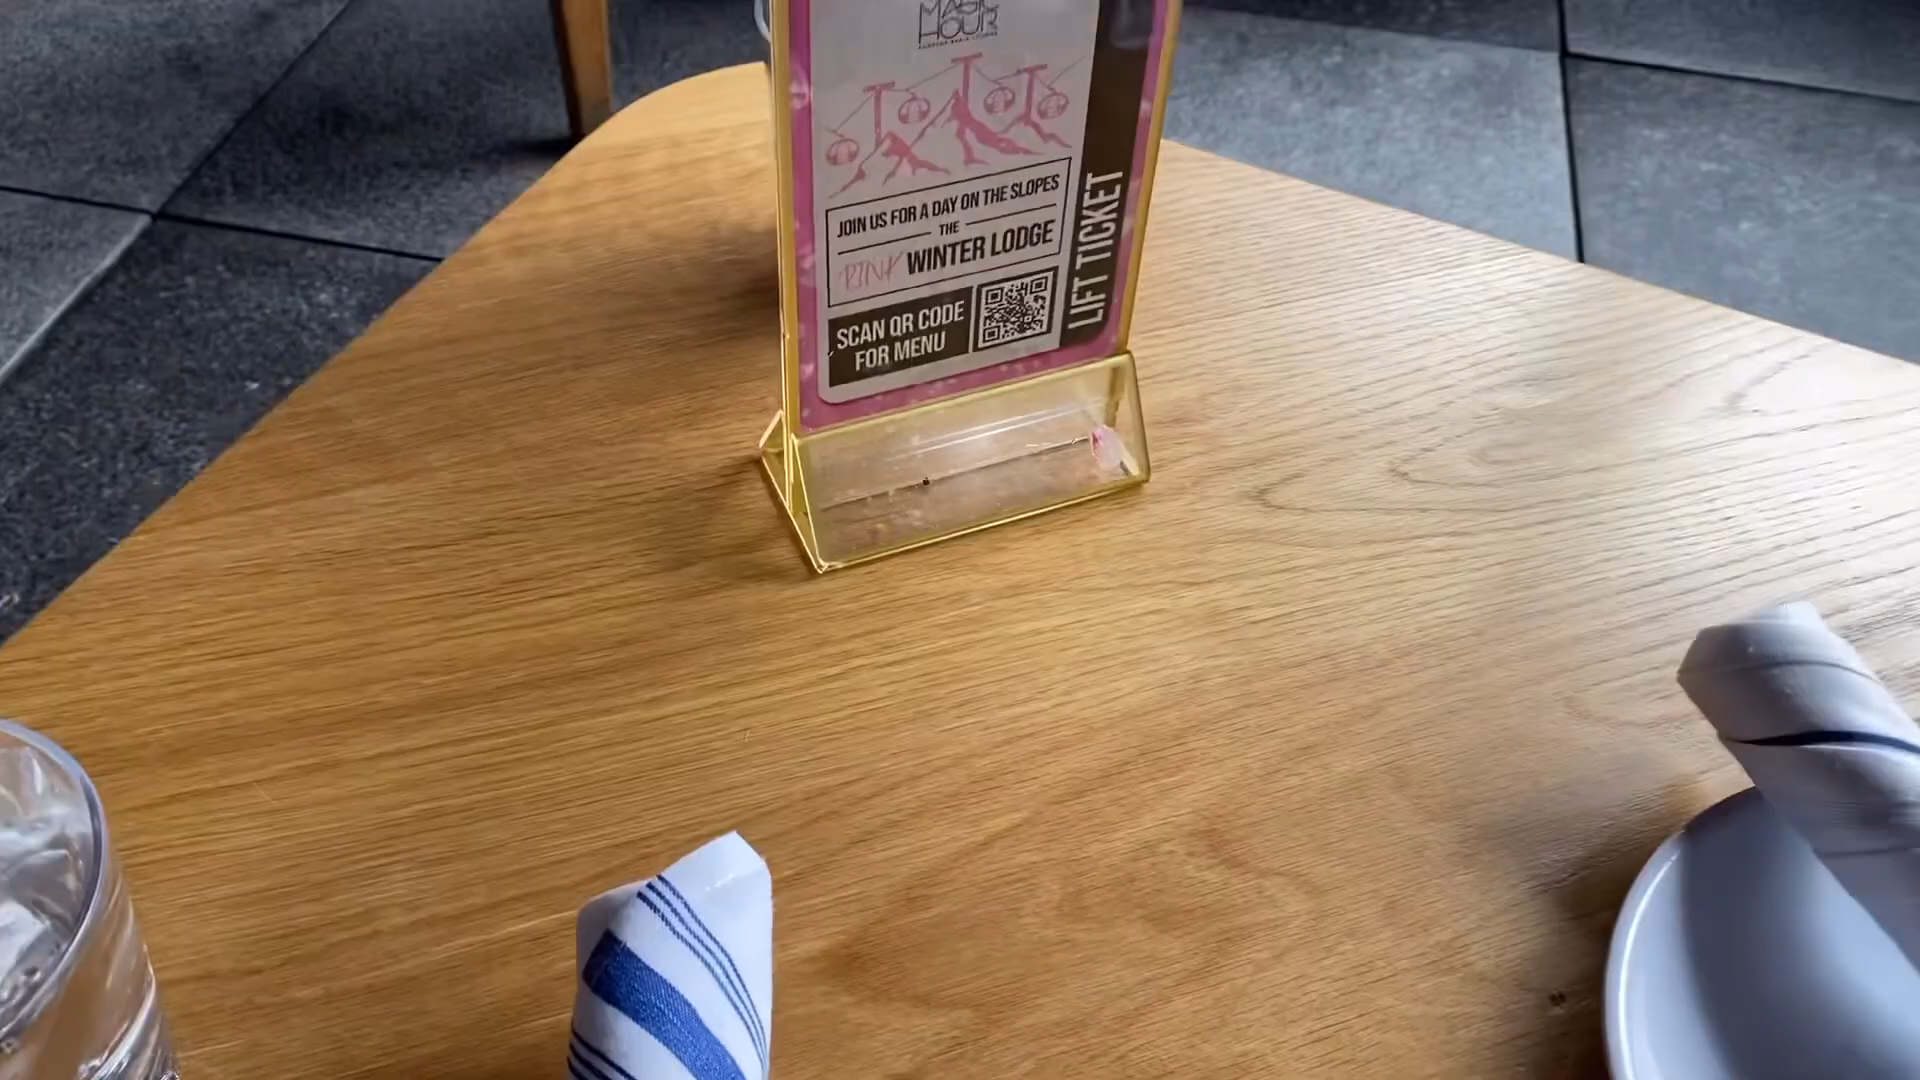 MAGIC
HOUR
JOIN US FOR A DAY ON THE SLOPES
THE
PINK WINTER LODGE
SCAN QR CODE
FOR MENU
LIFT TICKET